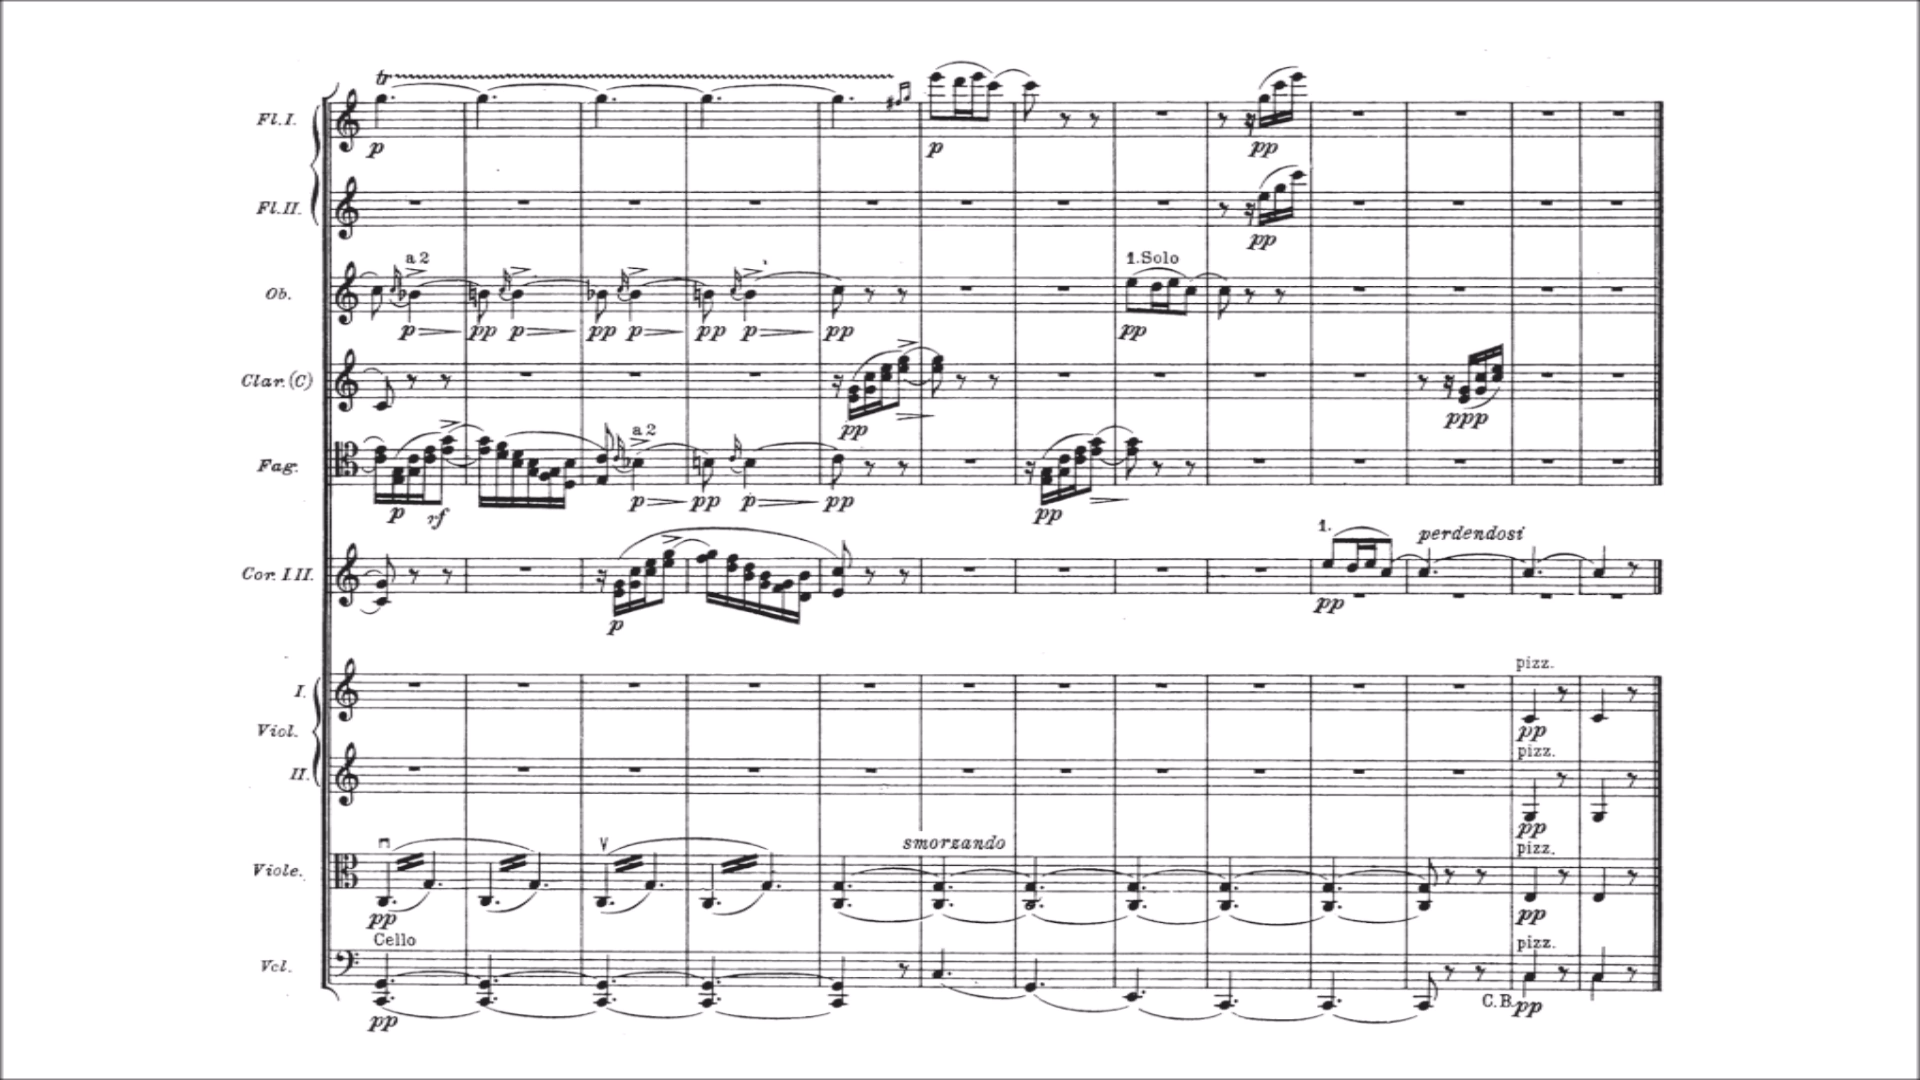 tr
Fl.I.
p p pp
Fl.II.
pp
a 2 1.Solo
Ob.
p pp p pp p pp p pp pp
Clar.(C)
pp ppp
a 2
Fag.
p rf p pp p pp pp
1. perdendosi
Cor. I.II.
p pp
pizz.
I.
pp
Viol.
pizz.
II.
pp
smorzando pizz.
Viole.
pp pp
Cello pizz.
Vcl.
C.B. pp
pp